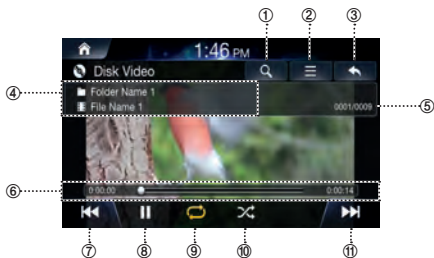 ① ② ③
1:46 PM
Disk Video
④ Folder Name 1
File Name 1 0001/0009 ⑤
⑥ 0:00:00 0:00:14
⑦ ⑧ ⑨ ⑩ ⑪